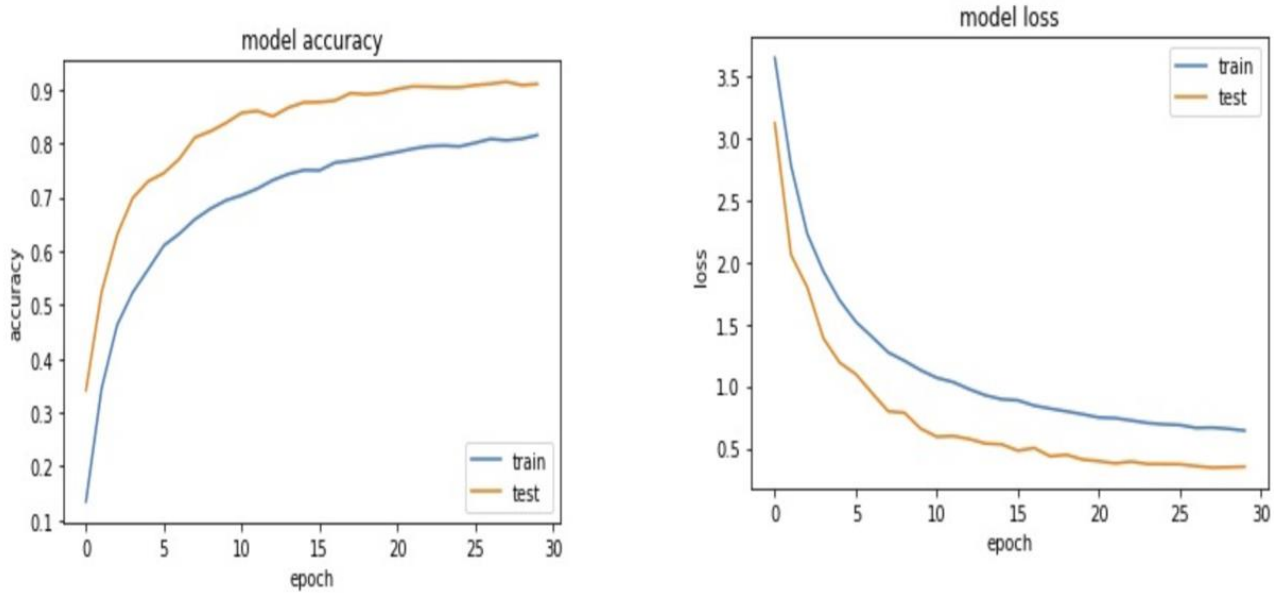 model accuracy
accuracy
0.9
0.8
0.7
0.6
0.5
0.4
0.3
0.2
0.1
train
test
0 5 10 15 20 25 30
epoch
model loss
loss
3.5
3.0
2.5
2.0
1.5
1.0
0.5
train
test
0 5 10 15 20 25 30
epoch